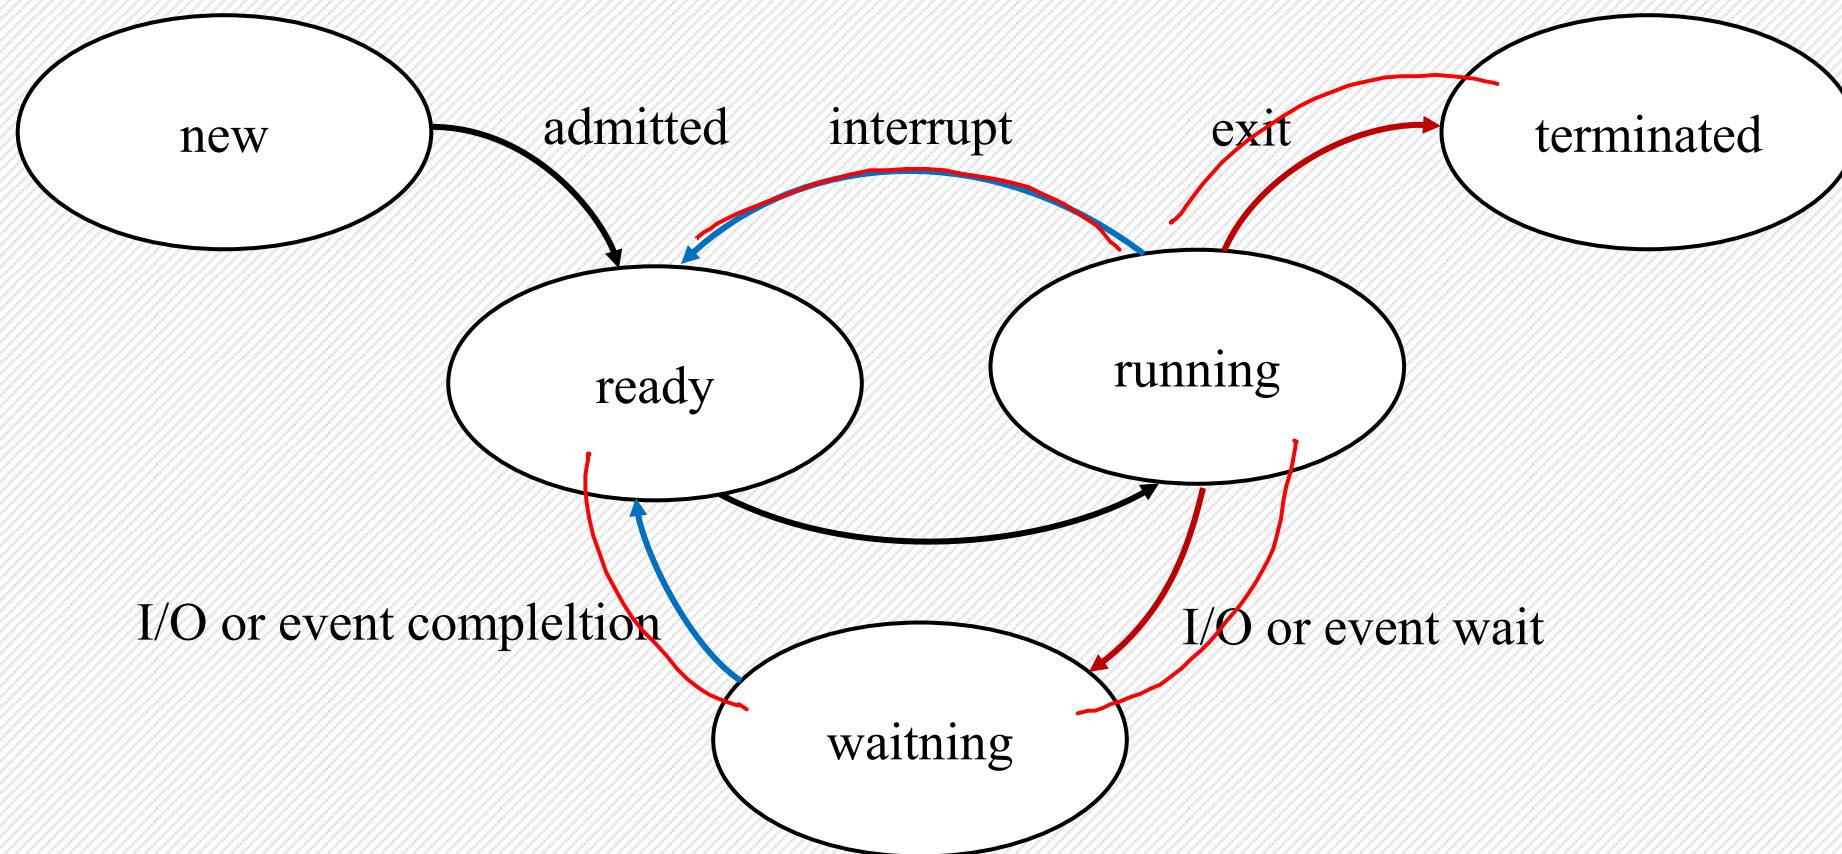 new
admitted
interrupt
exit
terminated
ready
running
I/O or event compleltion
I/O or event wait
waitning